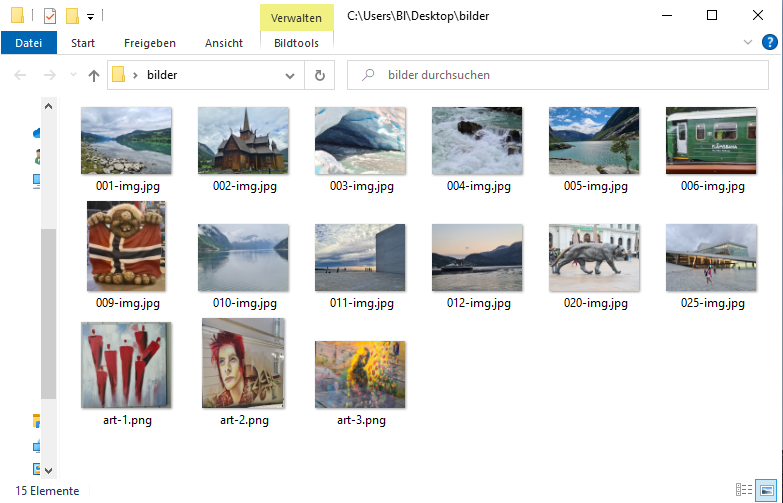 Verwalten
C:\Users\BI\Desktop\bilder
Datei Start Freigeben Ansicht Bildtools
bilder
bilder durchsuchen
001-img.jpg 002-img.jpg 003-img.jpg 004-img.jpg 005-img.jpg 006-img.jpg
FLÅMSBANA
009-img.jpg 010-img.jpg 011-img.jpg 012-img.jpg 020-img.jpg 025-img.jpg
art-1.png art-2.png art-3.png
15 Elemente